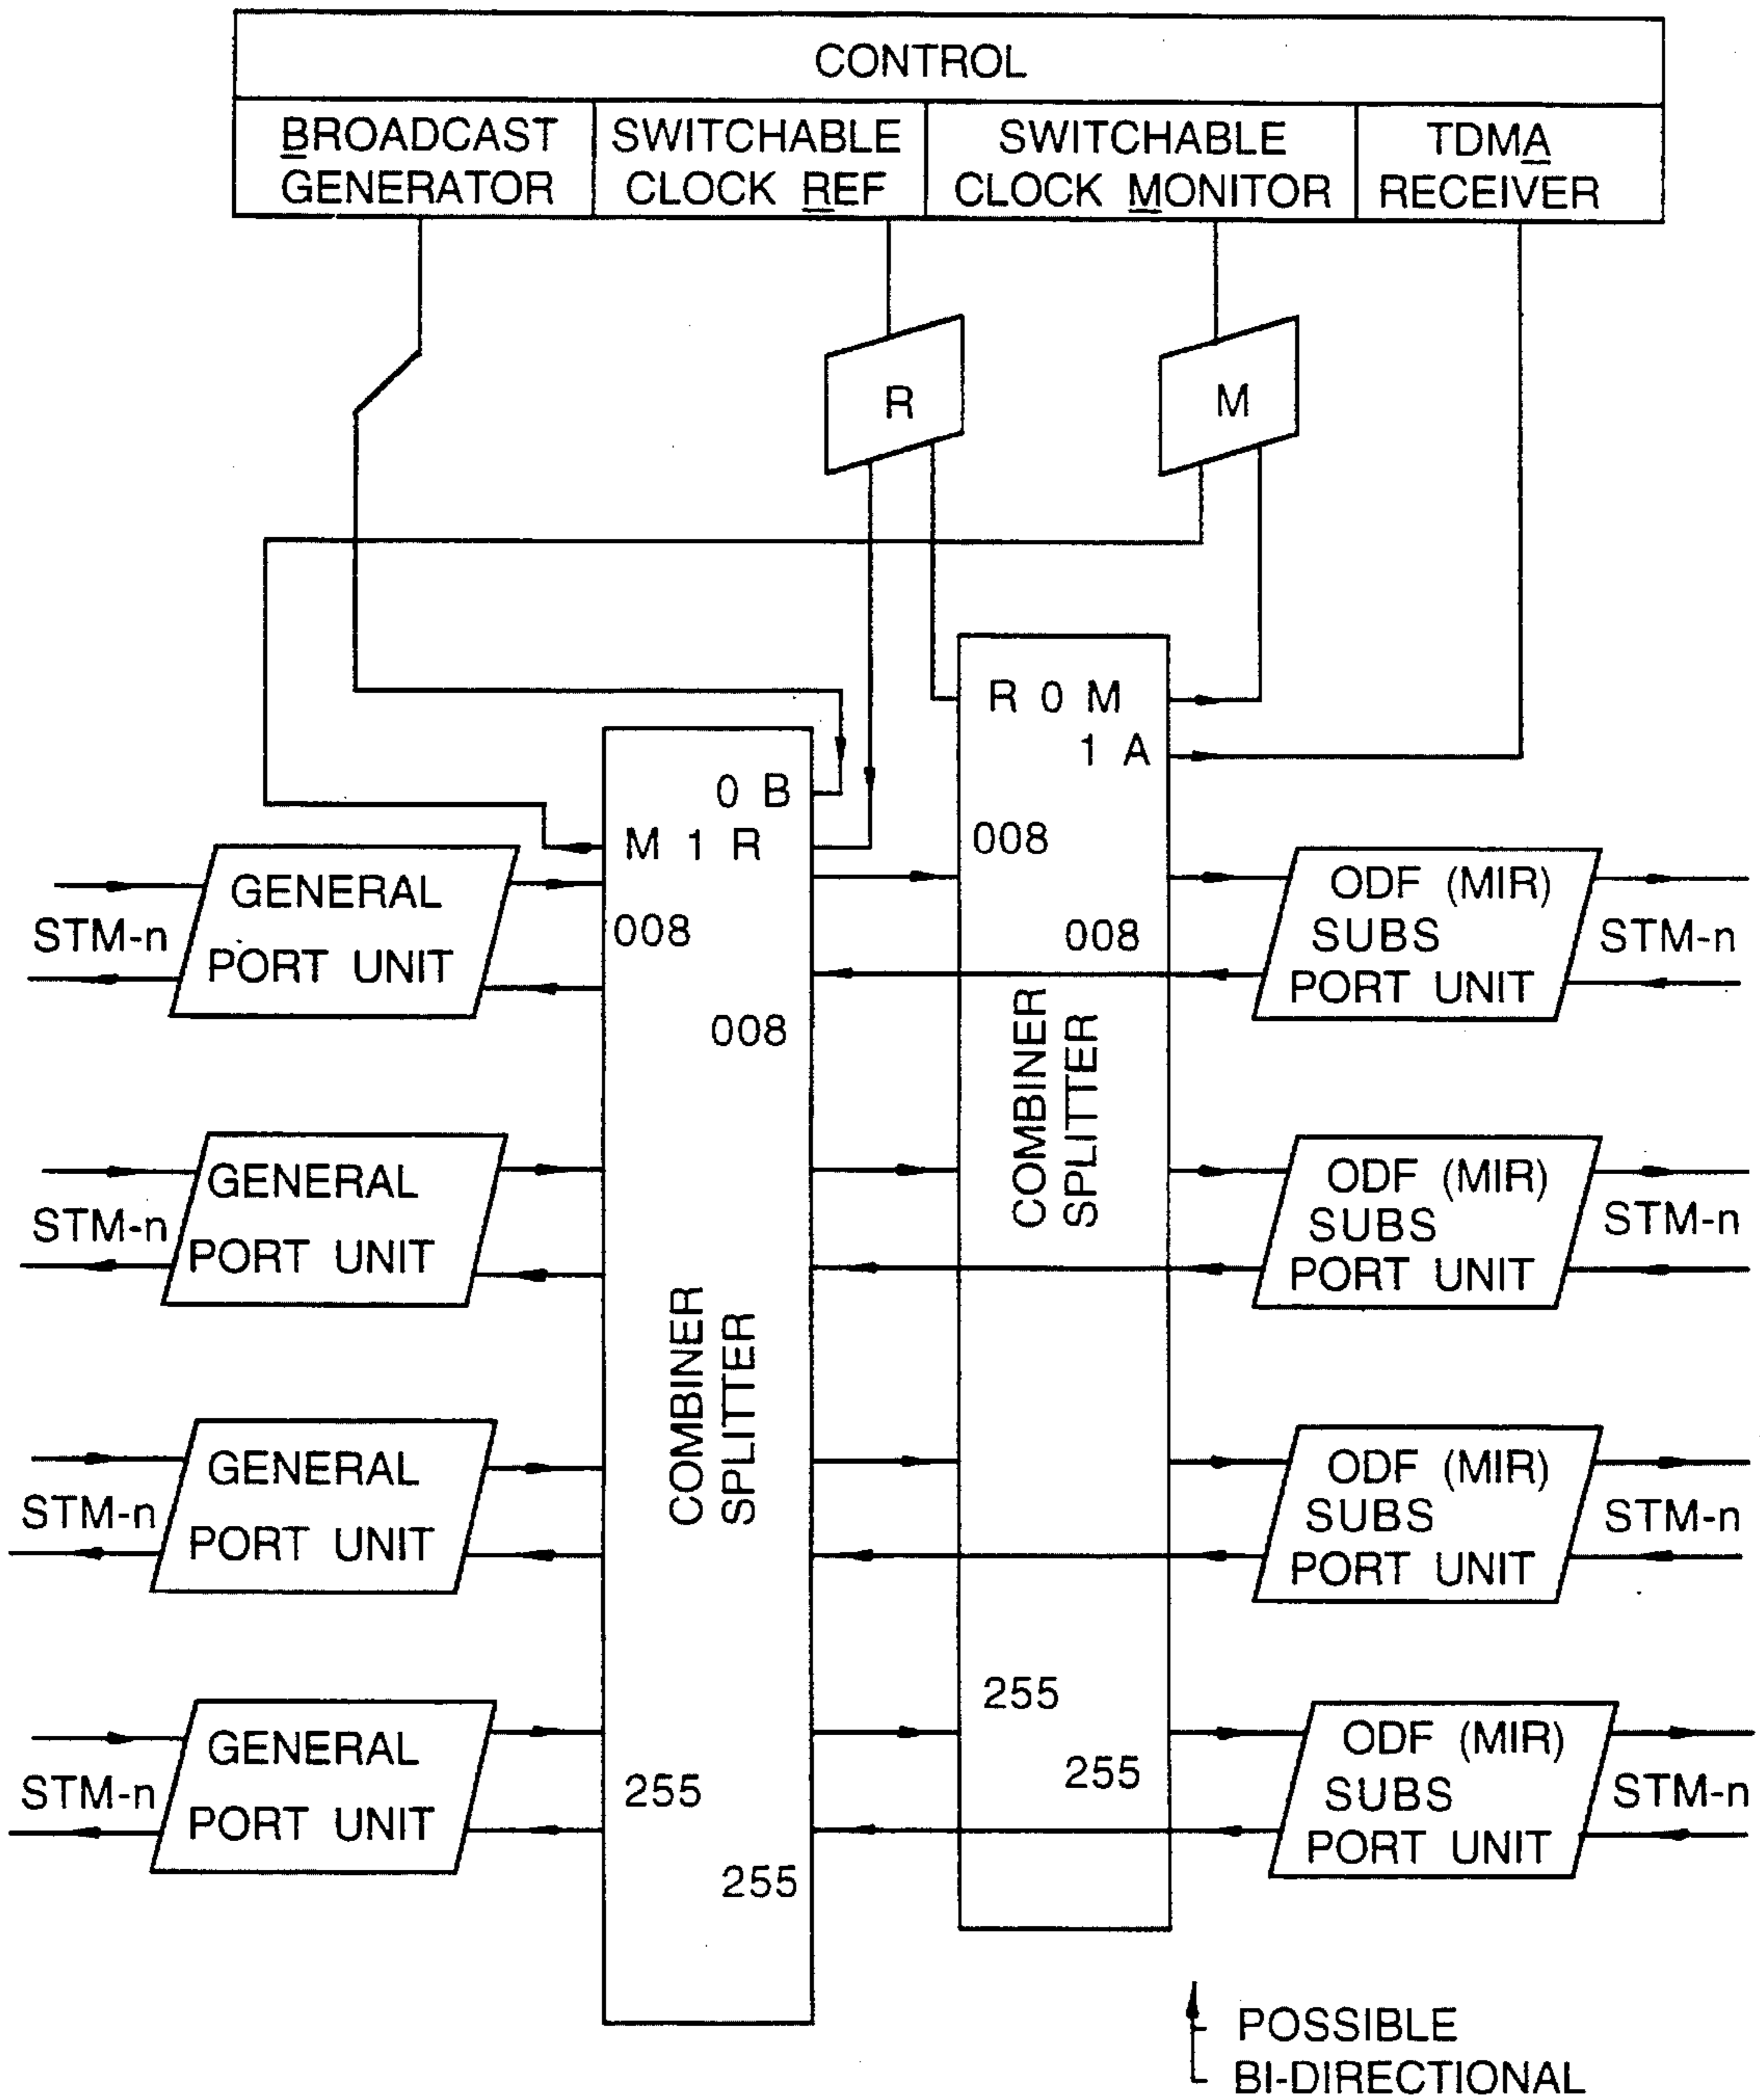 CONTROL
BROADCAST GENERATOR
SWITCHABLE CLOCK REF
SWITCHABLE CLOCK MONITOR
TDMA RECEIVER
R
M
R 0 M
1 A
0 B
M 1 R
008
008
008
008
STM-n
GENERAL
PORT UNIT
ODF (MIR)
SUBS
PORT UNIT
STM-n
COMBINER
SPLITTER
STM-n
GENERAL
PORT UNIT
ODF (MIR)
SUBS
PORT UNIT
STM-n
COMBINER
SPLITTER
STM-n
GENERAL
PORT UNIT
ODF (MIR)
SUBS
PORT UNIT
STM-n
255
255
255
255
STM-n
GENERAL
PORT UNIT
ODF (MIR)
SUBS
PORT UNIT
STM-n
POSSIBLE
BI-DIRECTIONAL